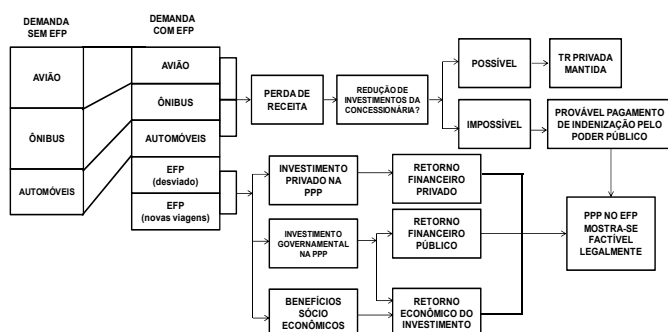 DEMANDA
SEM EFP
DEMANDA
COM EFP
AVIÃO
ÔNIBUS
AUTOMÓVEIS
AVIÃO
ÔNIBUS
AUTOMÓVEIS
EFP
(desviado)
EFP
(novas viagens)
PERDA DE
RECEITA
REDUÇÃO DE
INVESTIMENTOS DA
CONCESSIONÁRIA?
POSSÍVEL
TR PRIVADA
MANTIDA
IMPOSSÍVEL
PROVÁVEL PAGAMENTO
DE INDENIZAÇÃO PELO
PODER PÚBLICO
INVESTIMENTO
PRIVADO NA
PPP
RETORNO
FINANCEIRO
PRIVADO
INVESTIMENTO
GOVERNAMENTAL
NA PPP
RETORNO
FINANCEIRO
PÚBLICO
PPP NO EFP
MOSTRA-SE
FACTÍVEL
LEGALMENTE
BENEFÍCIOS
SÓCIO
ECONÔMICOS
RETORNO
ECONÔMICO DO
INVESTIMENTO